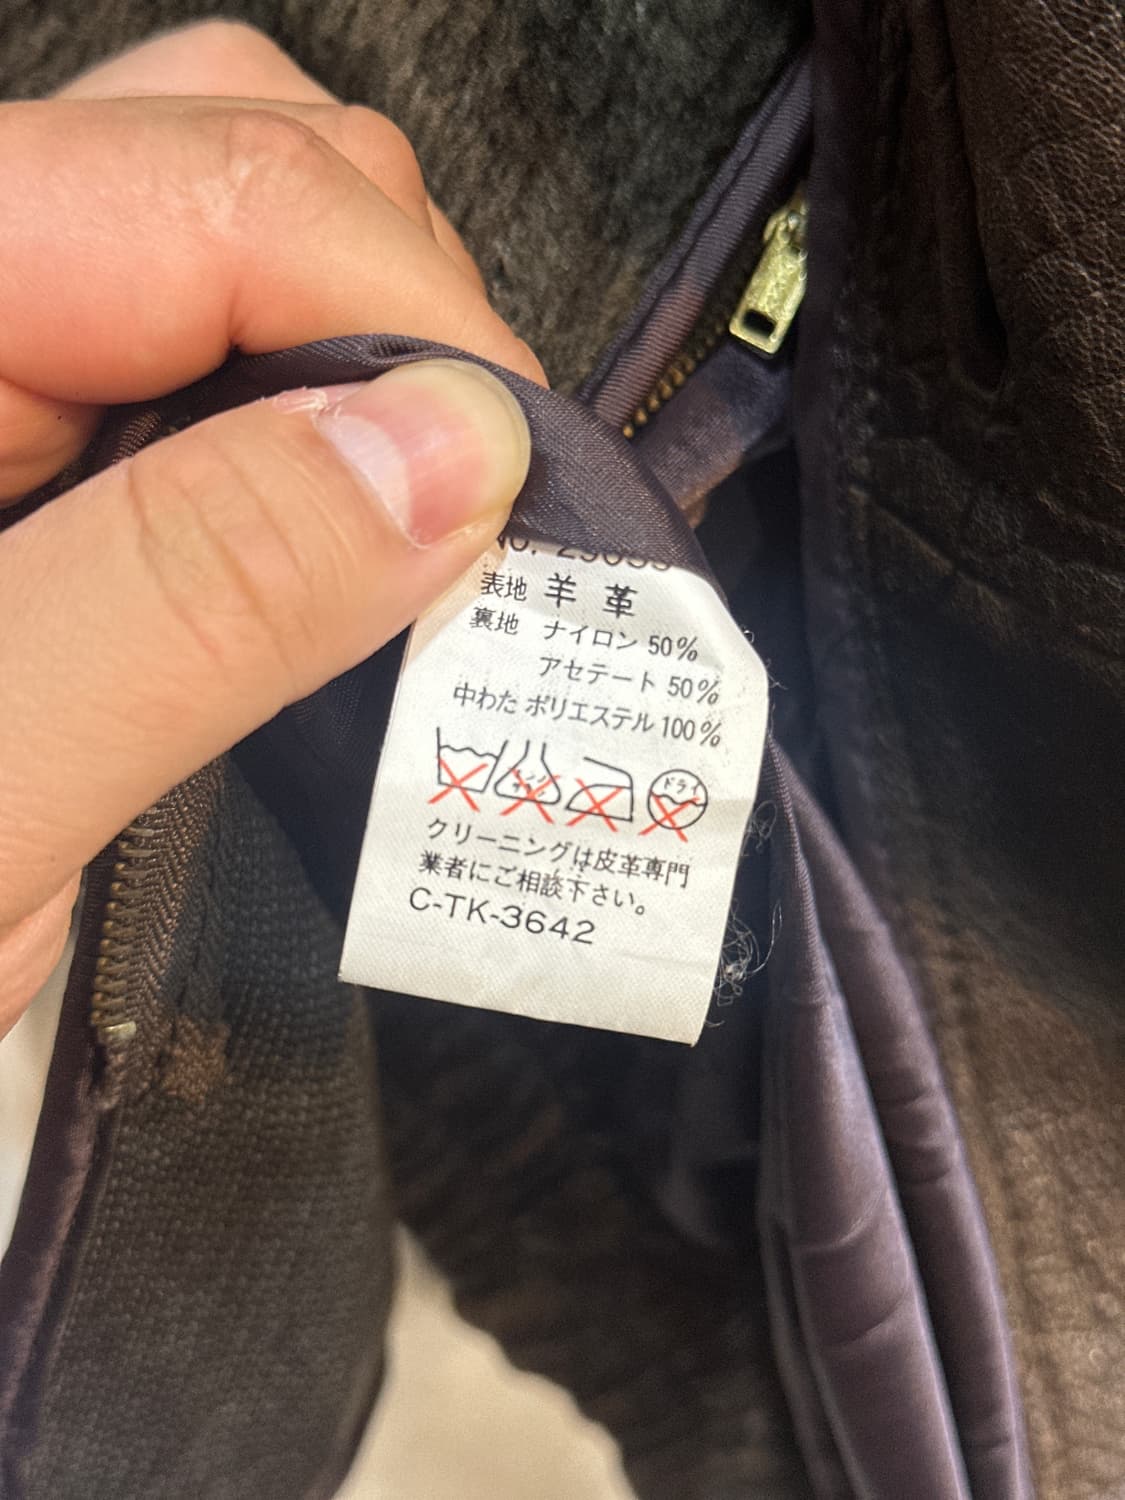 No. 29035
表地 羊革
裏地 ナイロン 50%
アセテート 50%
中わた ポリエステル 100%
ドライ
クリーニングは皮革専門
業者にご相談下さい。
C-TK-3642